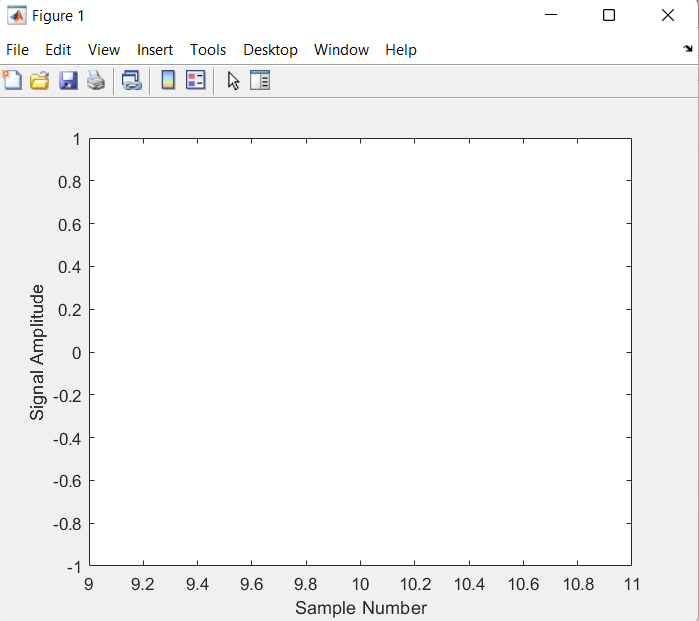 Figure 1
File Edit View Insert Tools Desktop Window Help
1
0.8
0.6
0.4
0.2
0
-0.2
-0.4
-0.6
-0.8
-1
Signal Amplitude
9 9.2 9.4 9.6 9.8 10 10.2 10.4 10.6 10.8 11
Sample Number